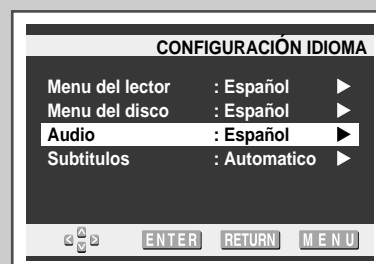 CONFIGURACIÓN IDIOMA
Menu del lector : Español
Menu del disco : Español
Audio : Español
Subtitulos : Automatico
ENTER RETURN MENU